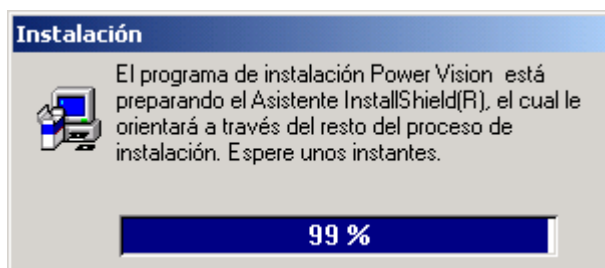 Instalación
El programa de instalación Power Vision está
preparando el Asistente InstallShield(R), el cual le
orientará a través del resto del proceso de
instalación. Espere unos instantes.
99 %